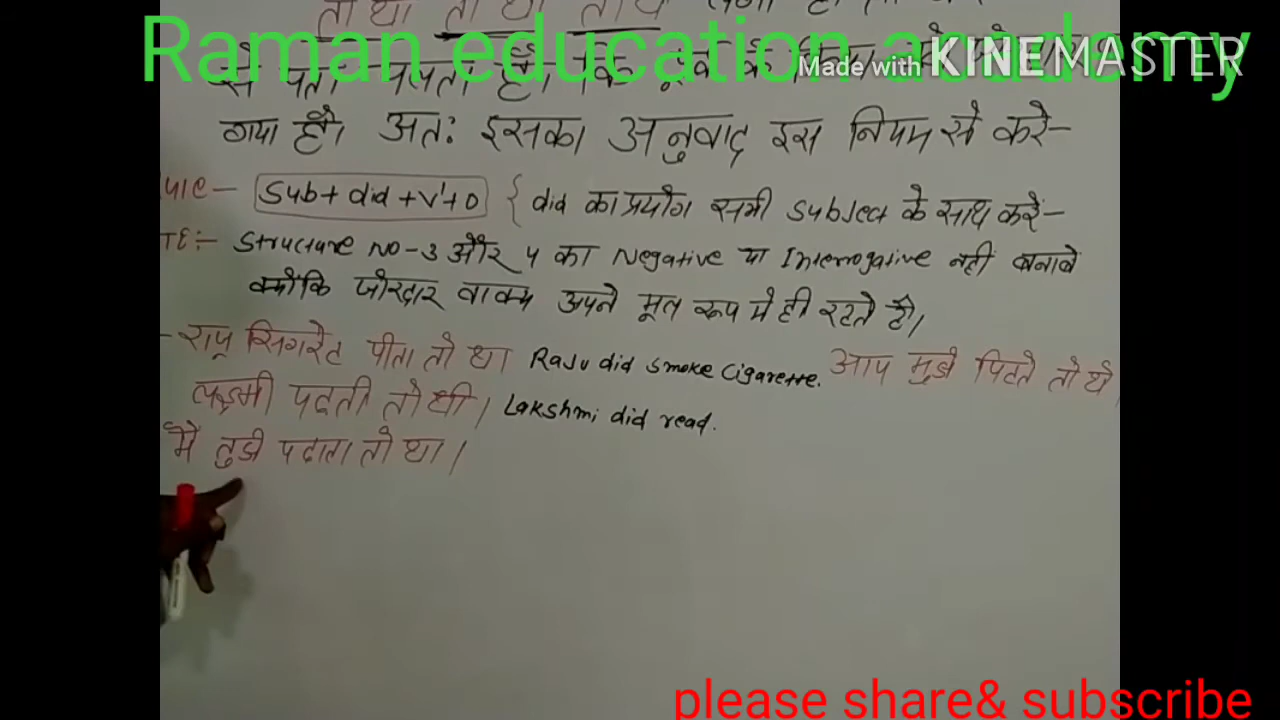 तो था तो थी तो थे
Raman education academy
Made with KINEMASTER
से पता चलता है। कि
गया है। अतः इसका अनुवाद इस नियम से करे-
Sub + did + V¹ + O { did का प्रयोग सभी Subject के साथ करें-
TE:- Structure No-3 और 4 का Negative या Interrogative नहीं बनावे
क्योंकि जोरदार वाक्य अपने मूल रूप में ही रहते है।
- राजू सिगरेट पीता तो था Raju did smoke Cigarette. आप मुझे पिटते तो थे।
लक्ष्मी पढ़ती तो थी। Lakshmi did read.
मैं तुझे पढाता तो था।
please share& subscribe